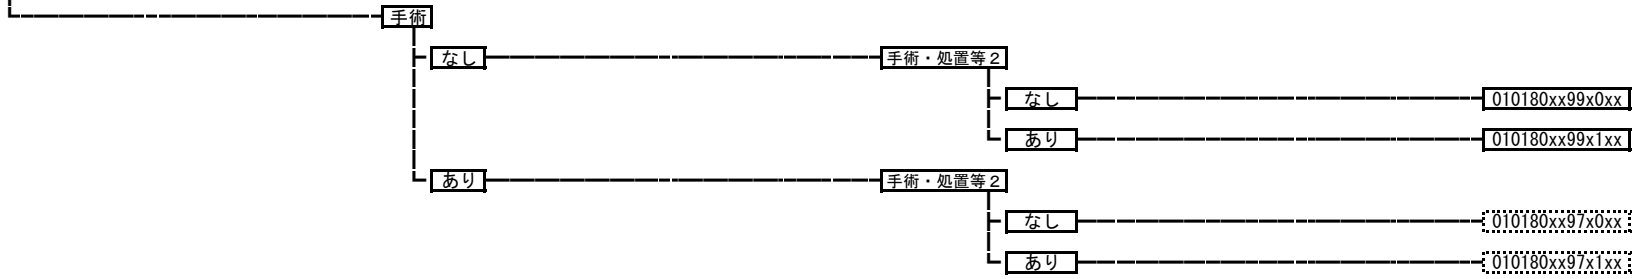 手術
なし 手術・処置等2
なし 010180xx99x0xx
あり 010180xx99x1xx
あり 手術・処置等2
なし 010180xx97x0xx
あり 010180xx97x1xx